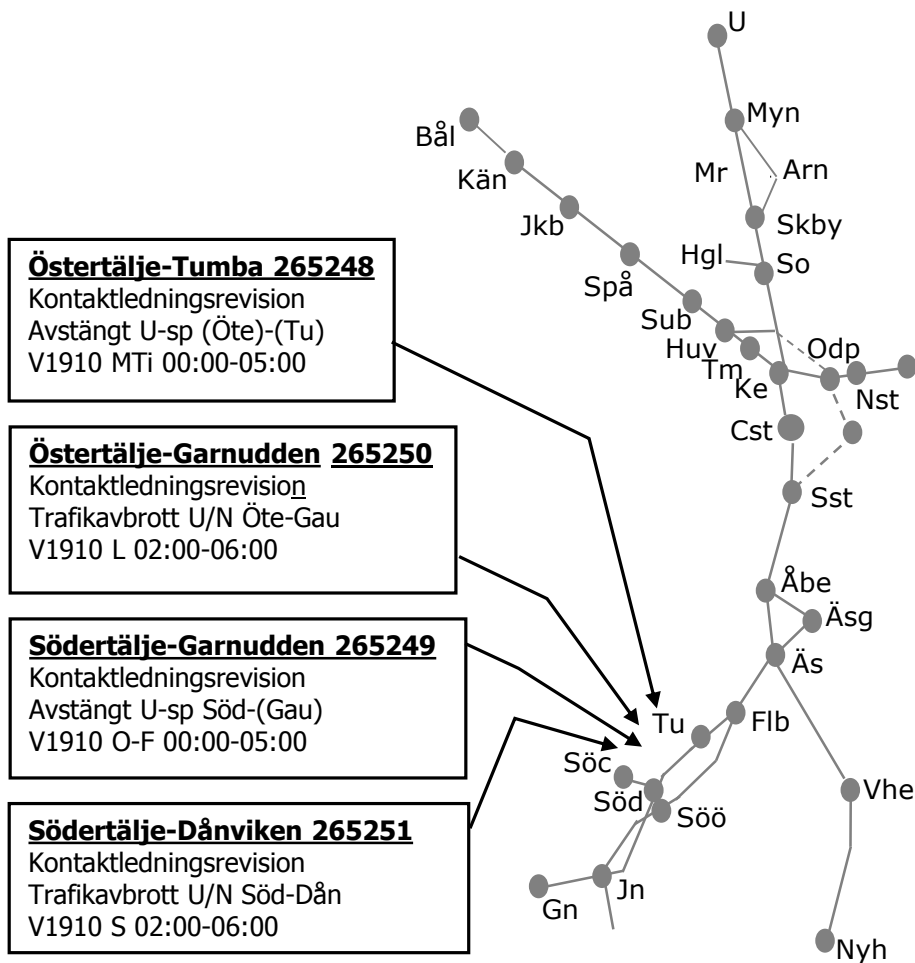 Östertälje-Tumba 265248
Kontaktledningsrevision
Avstängt U-sp (Öte)-(Tu)
V1910 MTi 00:00-05:00
Östertälje-Garnudden 265250
Kontaktledningsrevision
Trafikavbrott U/N Öte-Gau
V1910 L 02:00-06:00
Södertälje-Garnudden 265249
Kontaktledningsrevision
Avstängt U-sp Söd-(Gau)
V1910 O-F 00:00-05:00
Södertälje-Dånviken 265251
Kontaktledningsrevision
Trafikavbrott U/N Söd-Dån
V1910 S 02:00-06:00
U
Myn
Bål
Mr
Arn
Kän
Skby
Jkb
Hgl
So
Spå
Sub
Huv
Odp
Tm
Ke
Nst
Cst
Sst
Åbe
Äsg
Äs
Tu
Flb
Söc
Söd
Söö
Vhe
Gn
Jn
Nyh